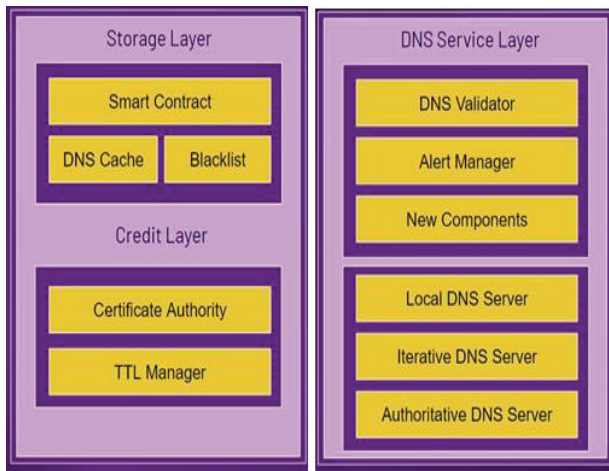 Storage Layer
Smart Contract
DNS Cache
Blacklist
Credit Layer
Certificate Authority
TTL Manager
DNS Service Layer
DNS Validator
Alert Manager
New Components
Local DNS Server
Iterative DNS Server
Authoritative DNS Server